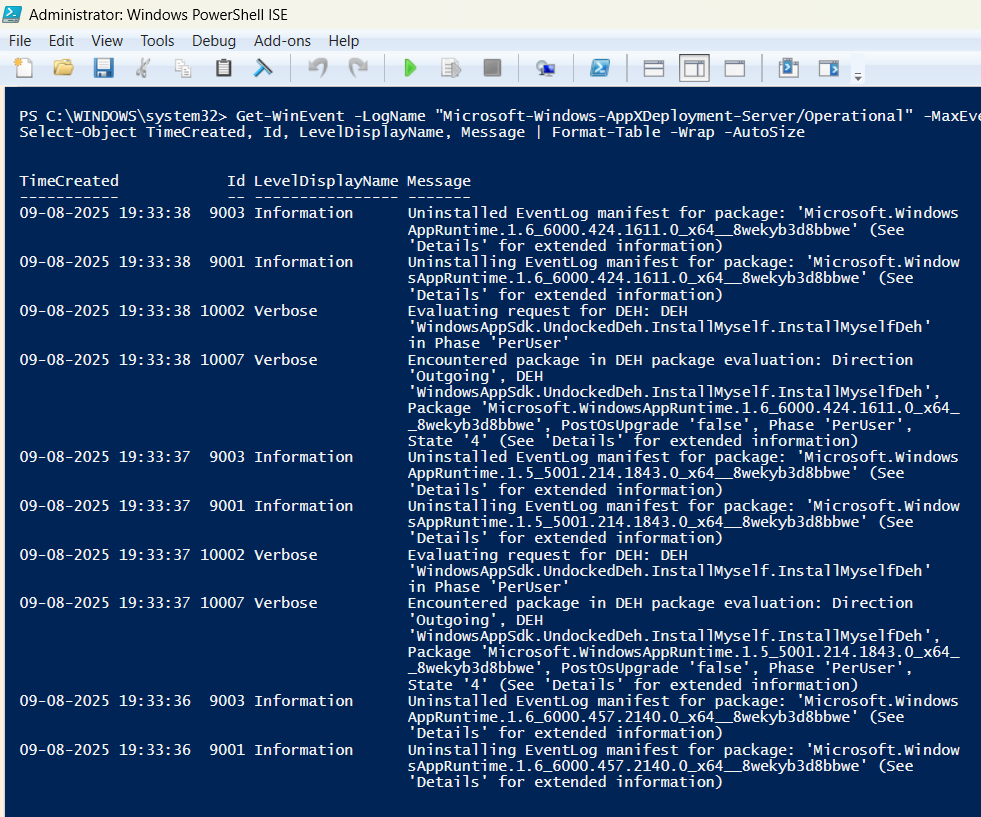 Administrator: Windows PowerShell ISE
File Edit View Tools Debug Add-ons Help
PS C:\WINDOWS\system32> Get-WinEvent -LogName "Microsoft-Windows-AppXDeployment-Server/Operational" -MaxEve
Select-Object TimeCreated, Id, LevelDisplayName, Message | Format-Table -Wrap -AutoSize
TimeCreated Id LevelDisplayName Message
----------- -- ---------------- -------
09-08-2025 19:33:38 9003 Information Uninstalled EventLog manifest for package: 'Microsoft.Windows
AppRuntime.1.6_6000.424.1611.0_x64__8wekyb3d8bbwe' (See
'Details' for extended information)
09-08-2025 19:33:38 9001 Information Uninstalling EventLog manifest for package: 'Microsoft.Window
sAppRuntime.1.6_6000.424.1611.0_x64__8wekyb3d8bbwe' (See
'Details' for extended information)
09-08-2025 19:33:38 10002 Verbose Evaluating request for DEH: DEH
'WindowsAppSdk.UndockedDeh.InstallMyself.InstallMyselfDeh'
in Phase 'PerUser'
09-08-2025 19:33:38 10007 Verbose Encountered package in DEH package evaluation: Direction
'Outgoing', DEH
'WindowsAppSdk.UndockedDeh.InstallMyself.InstallMyselfDeh',
Package 'Microsoft.WindowsAppRuntime.1.6_6000.424.1611.0_x64_
_8wekyb3d8bbwe', PostOsUpgrade 'false', Phase 'PerUser',
State '4' (See 'Details' for extended information)
09-08-2025 19:33:37 9003 Information Uninstalled EventLog manifest for package: 'Microsoft.Windows
AppRuntime.1.5_5001.214.1843.0_x64__8wekyb3d8bbwe' (See
'Details' for extended information)
09-08-2025 19:33:37 9001 Information Uninstalling EventLog manifest for package: 'Microsoft.Window
sAppRuntime.1.5_5001.214.1843.0_x64__8wekyb3d8bbwe' (See
'Details' for extended information)
09-08-2025 19:33:37 10002 Verbose Evaluating request for DEH: DEH
'WindowsAppSdk.UndockedDeh.InstallMyself.InstallMyselfDeh'
in Phase 'PerUser'
09-08-2025 19:33:37 10007 Verbose Encountered package in DEH package evaluation: Direction
'Outgoing', DEH
'WindowsAppSdk.UndockedDeh.InstallMyself.InstallMyselfDeh',
Package 'Microsoft.WindowsAppRuntime.1.5_5001.214.1843.0_x64_
_8wekyb3d8bbwe', PostOsUpgrade 'false', Phase 'PerUser',
State '4' (See 'Details' for extended information)
09-08-2025 19:33:36 9003 Information Uninstalled EventLog manifest for package: 'Microsoft.Windows
AppRuntime.1.6_6000.457.2140.0_x64__8wekyb3d8bbwe' (See
'Details' for extended information)
09-08-2025 19:33:36 9001 Information Uninstalling EventLog manifest for package: 'Microsoft.Window
sAppRuntime.1.6_6000.457.2140.0_x64__8wekyb3d8bbwe' (See
'Details' for extended information)